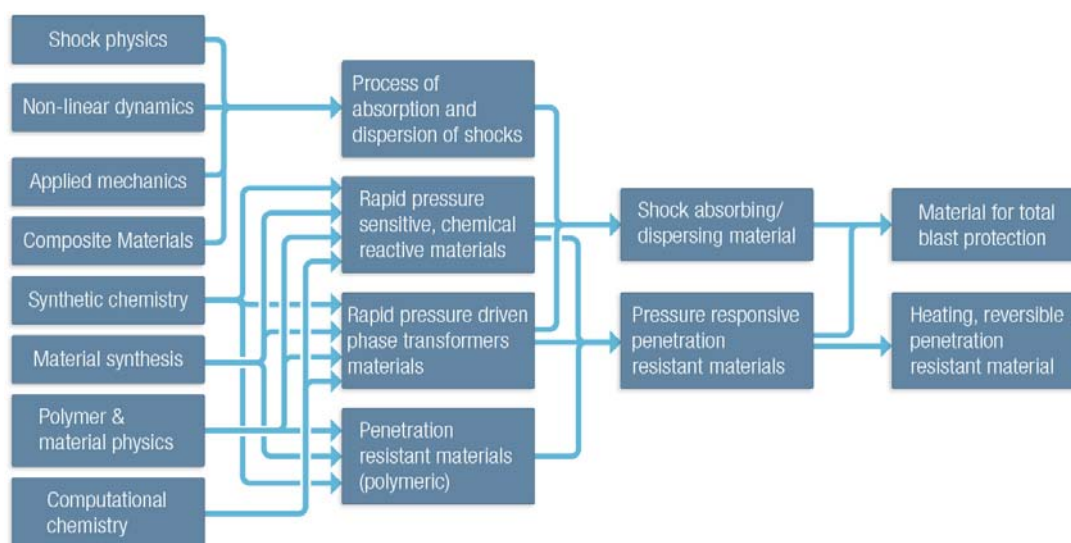 Shock physics
Non-linear dynamics
Applied mechanics
Composite Materials
Synthetic chemistry
Material synthesis
Polymer &
material physics
Computational
chemistry
Process of
absorption and
dispersion of shocks
Rapid pressure
sensitive, chemical
reactive materials
Rapid pressure driven
phase transformers
materials
Penetration
resistant materials
(polymeric)
Shock absorbing/
dispersing material
Pressure responsive
penetration
resistant materials
Material for total
blast protection
Heating, reversible
penetration
resistant material